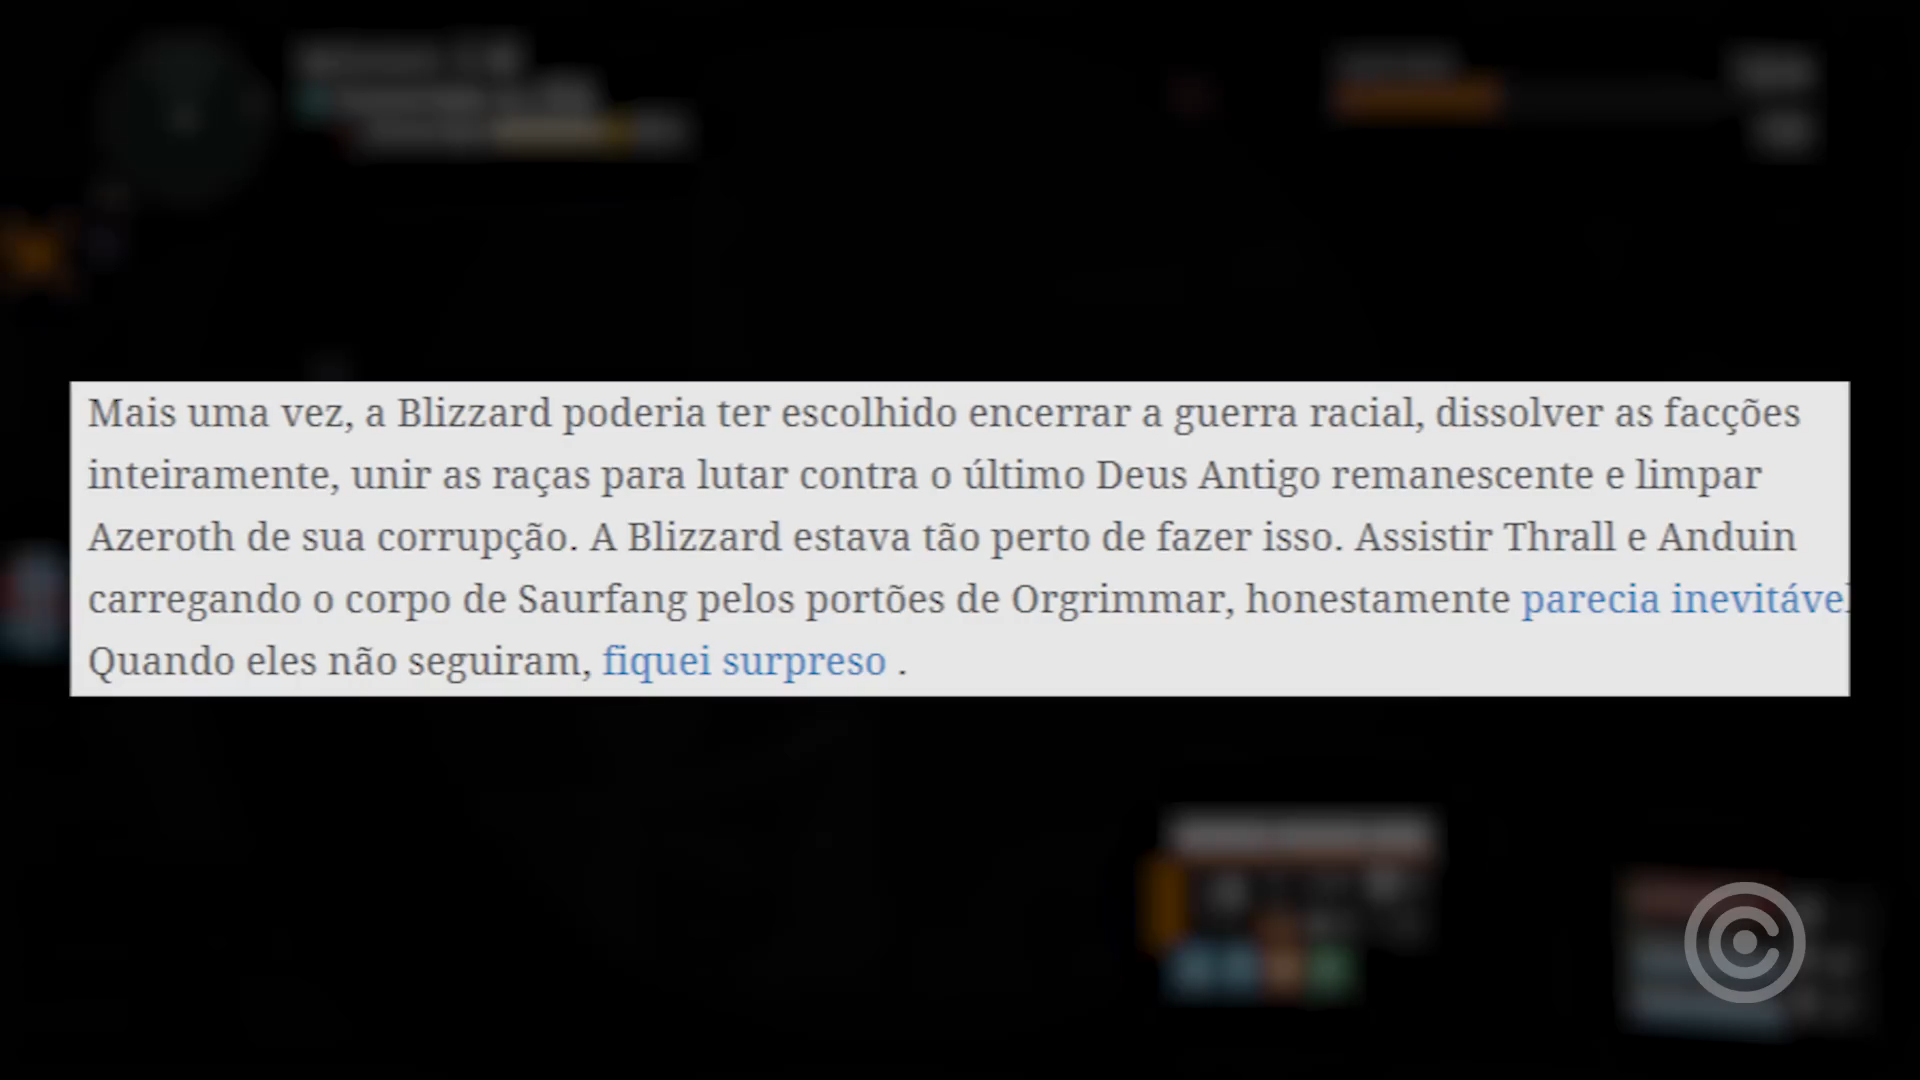 Mais uma vez, a Blizzard poderia ter escolhido encerrar a guerra racial, dissolver as facções
inteiramente, unir as raças para lutar contra o último Deus Antigo remanescente e limpar
Azeroth de sua corrupção. A Blizzard estava tão perto de fazer isso. Assistir Thrall e Anduin
carregando o corpo de Saurfang pelos portões de Orgrimmar, honestamente parecia inevitável
Quando eles não seguiram, fiquei surpreso .